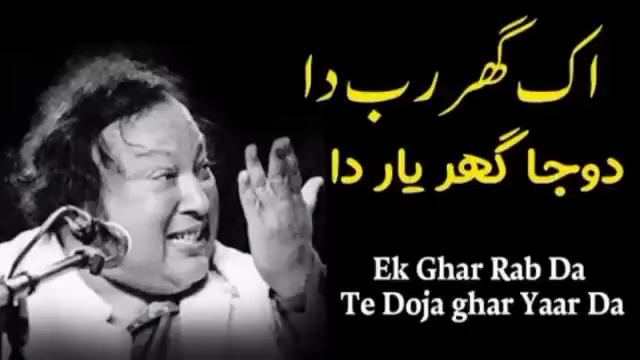 اک گھر رب دا
دوجا گھر یار دا
Ek Ghar Rab Da
Te Doja ghar Yaar Da